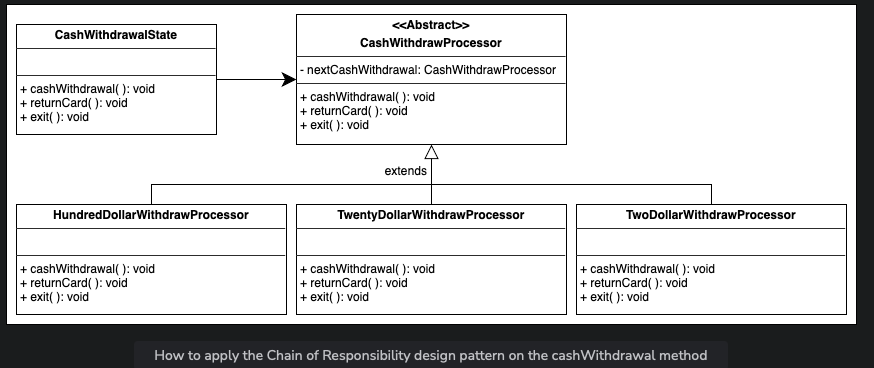 CashWithdrawalState
+ cashWithdrawal( ): void
+ returnCard( ): void
+ exit( ): void
<<Abstract>>
CashWithdrawProcessor
- nextCashWithdrawal: CashWithdrawProcessor
+ cashWithdrawal( ): void
+ returnCard( ): void
+ exit( ): void
extends
HundredDollarWithdrawProcessor
+ cashWithdrawal( ): void
+ returnCard( ): void
+ exit( ): void
TwentyDollarWithdrawProcessor
+ cashWithdrawal( ): void
+ returnCard( ): void
+ exit( ): void
TwoDollarWithdrawProcessor
+ cashWithdrawal( ): void
+ returnCard( ): void
+ exit( ): void
How to apply the Chain of Responsibility design pattern on the cashWithdrawal method